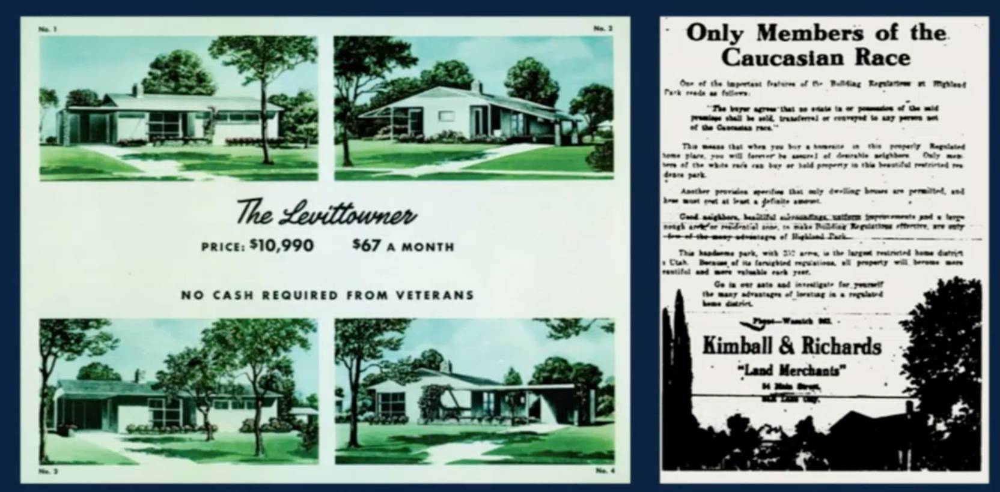 No. 1
No. 2
The Levittowner
PRICE: $10,990 $67 A MONTH
NO CASH REQUIRED FROM VETERANS
No. 3
No. 4
Only Members of the
Caucasian Race
One of the important features of the Building Regulations at Highland
Park reads as follows:
"The buyer agrees that no estate in or possession of the said
premises shall be sold, transferred or conveyed to any person not
of the Caucasian race."
This means that when you buy a homesite in this properly Regulated
home place, you will forever be assured of desirable neighbors. Only mem-
bers of the white race can buy or hold property in this beautiful restricted resi-
dence park.
Another provision specifies that only dwelling houses are permitted, and
these must cost at least a definite amount.
Good neighbors, beautiful surroundings, uniform improvements and a large
enough area, or residential zone, to make Building Regulations effective, are only
few of the many advantages of Highland Park.
This handsome park, with acres, is the largest restricted home district
Utah. Because of its farsighted regulations, all property will become more
beautiful and more valuable each year.
Go in our auto and investigate for yourself
the many advantages of locating in a regulated
home district.
Phone—Wasatch
Kimball & Richards
"Land Merchants"
Main Street,
Salt Lake City.